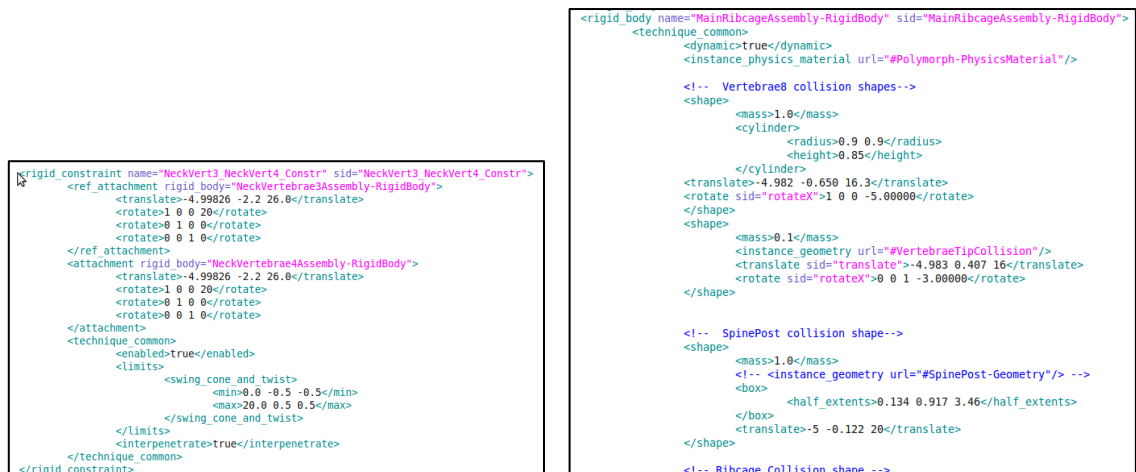 <rigid_constraint name="NeckVert3_NeckVert4_Constr" sid="NeckVert3_NeckVert4_Constr">
<ref_attachment rigid_body="NeckVertebrae3Assembly-RigidBody">
<translate>-4.99826 -2.2 26.0</translate>
<rotate>1 0 0 20</rotate>
<rotate>0 1 0 0</rotate>
<rotate>0 0 1 0</rotate>
</ref_attachment>
<attachment rigid_body="NeckVertebrae4Assembly-RigidBody">
<translate>-4.99826 -2.2 26.0</translate>
<rotate>1 0 0 20</rotate>
<rotate>0 1 0 0</rotate>
<rotate>0 0 1 0</rotate>
</attachment>
<technique_common>
<enabled>true</enabled>
<limits>
<swing_cone_and_twist>
<min>0.0 -0.5 -0.5</min>
<max>20.0 0.5 0.5</max>
</swing_cone_and_twist>
</limits>
<interpenetrate>true</interpenetrate>
</technique_common>
</rigid_constraint>
<rigid_body name="MainRibcageAssembly-RigidBody" sid="MainRibcageAssembly-RigidBody">
<technique_common>
<dynamic>true</dynamic>
<instance_physics_material url="#Polymorph-PhysicsMaterial"/>
<!-- Vertebrae8 collision shapes-->
<shape>
<mass>1.0</mass>
<cylinder>
<radius>0.9 0.9</radius>
<height>0.85</height>
</cylinder>
<translate>-4.982 -0.650 16.3</translate>
<rotate sid="rotateX">1 0 0 -5.00000</rotate>
</shape>
<shape>
<mass>0.1</mass>
<instance_geometry url="#VertebraeTipCollision"/>
<translate sid="translate">-4.983 0.407 16</translate>
<rotate sid="rotateX">0 0 1 -3.00000</rotate>
</shape>
<!-- SpinePost collision shape-->
<shape>
<mass>1.0</mass>
<!-- <instance_geometry url="#SpinePost-Geometry"/> -->
<box>
<half_extents>0.134 0.917 3.46</half_extents>
</box>
<translate>-5 -0.122 20</translate>
</shape>
<!-- Ribcage Collision shape -->